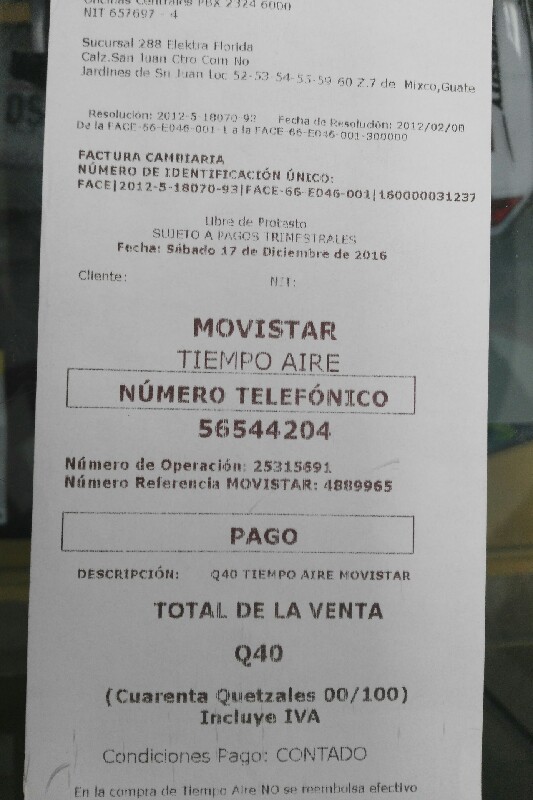 Oficinas Centrales PBX 2324 6000
NIT 657697 - 4
Sucursal 288 Elektra Florida
Calz.San Juan Ctro Com No
Jardines de Sn Juan Loc 52-53-54-55-59 60 Z.7 de Mixco,Guate
Resolución: 2012-5-18070-93 Fecha de Resolución: 2012/02/08
De la FACE-66-E046-001-1 a la FACE-66-E046-001-300000
FACTURA CAMBIARIA
NÚMERO DE IDENTIFICACIÓN ÚNICO:
FACE|2012-5-18070-93|FACE-66-E046-001|160000031237
Libre de Protasto
SUJETO A PAGOS TRIMESTRALES
Fecha: Sábado 17 de Diciembre de 2016
Cliente: NIT:
MOVISTAR
TIEMPO AIRE
NÚMERO TELEFÓNICO
56544204
Número de Operación: 25315691
Número Referencia MOVISTAR: 4889965
PAGO
DESCRIPCIÓN: Q40 TIEMPO AIRE MOVISTAR
TOTAL DE LA VENTA
Q40
(Cuarenta Quetzales 00/100)
Incluye IVA
Condiciones Pago: CONTADO
En la compra de Tiempo Aire NO se reembolsa efectivo